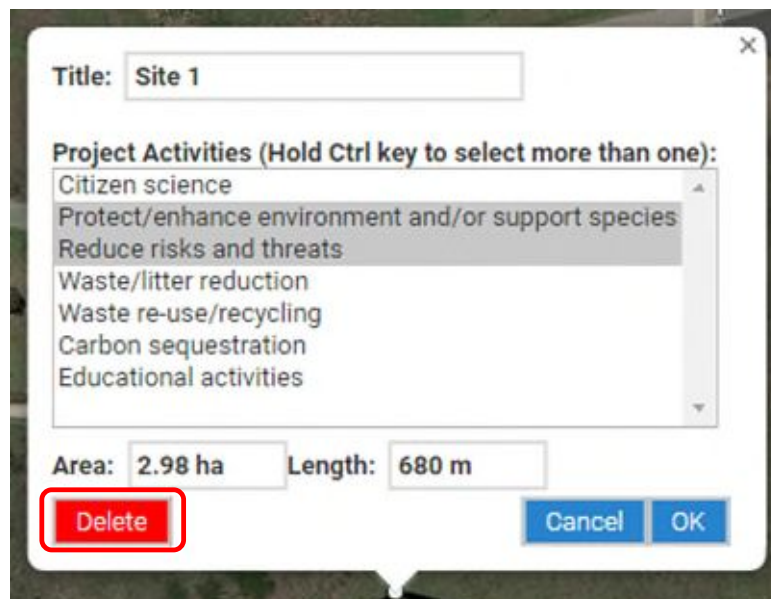 Title: Site 1
Project Activities (Hold Ctrl key to select more than one):
Citizen science
Protect/enhance environment and/or support species
Reduce risks and threats
Waste/litter reduction
Waste re-use/recycling
Carbon sequestration
Educational activities
Area: 2.98 ha Length: 680 m
Delete Cancel OK